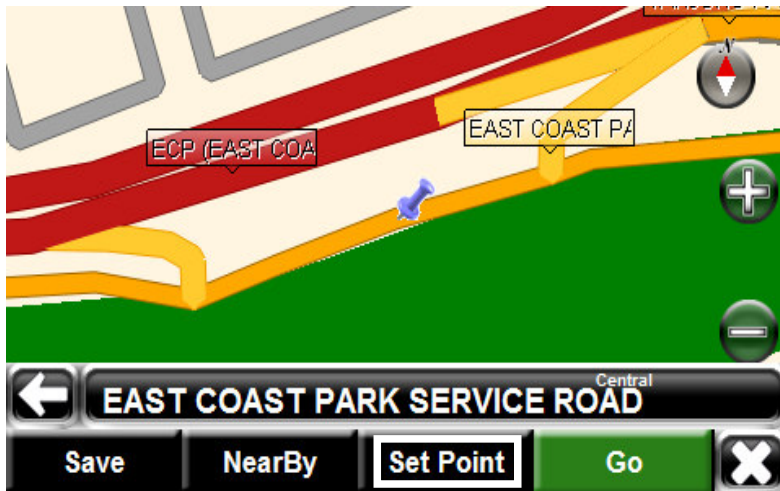 ECP (EAST COA
EAST COAST PA
N
Central
EAST COAST PARK SERVICE ROAD
Save
NearBy
Set Point
Go